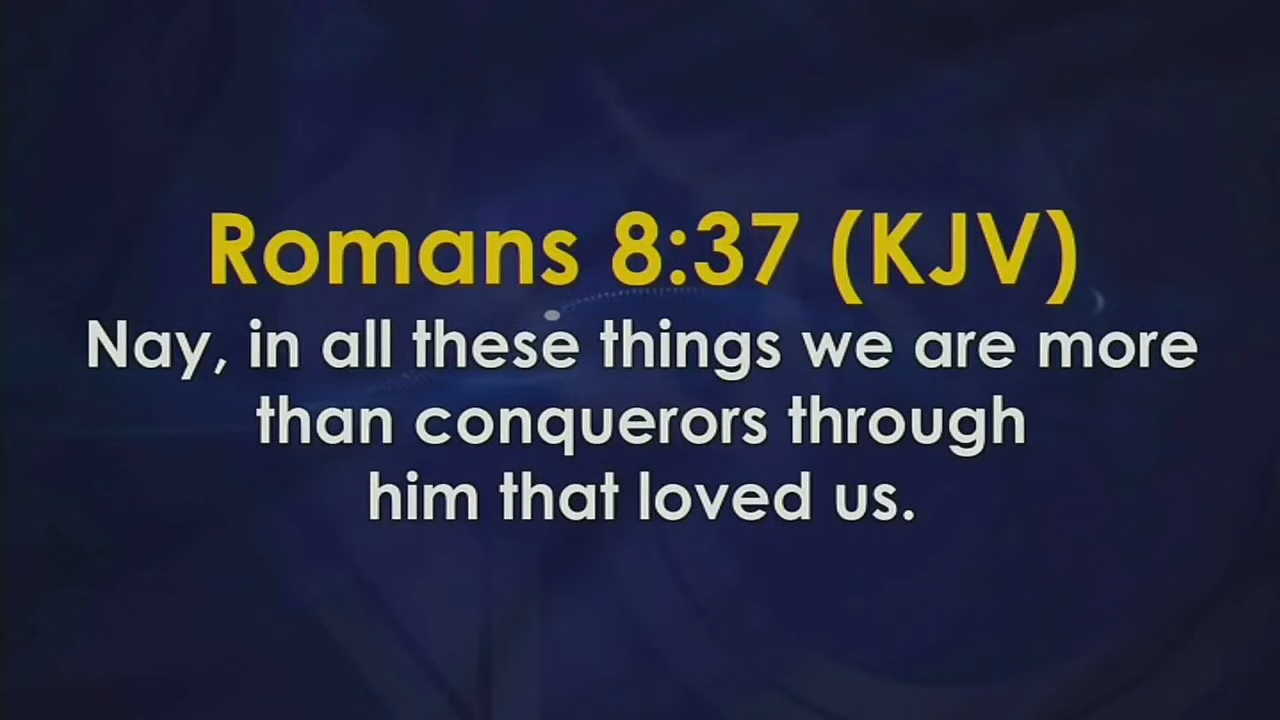 Romans 8:37 (KJV)
Nay, in all these things we are more
than conquerors through
him that loved us.